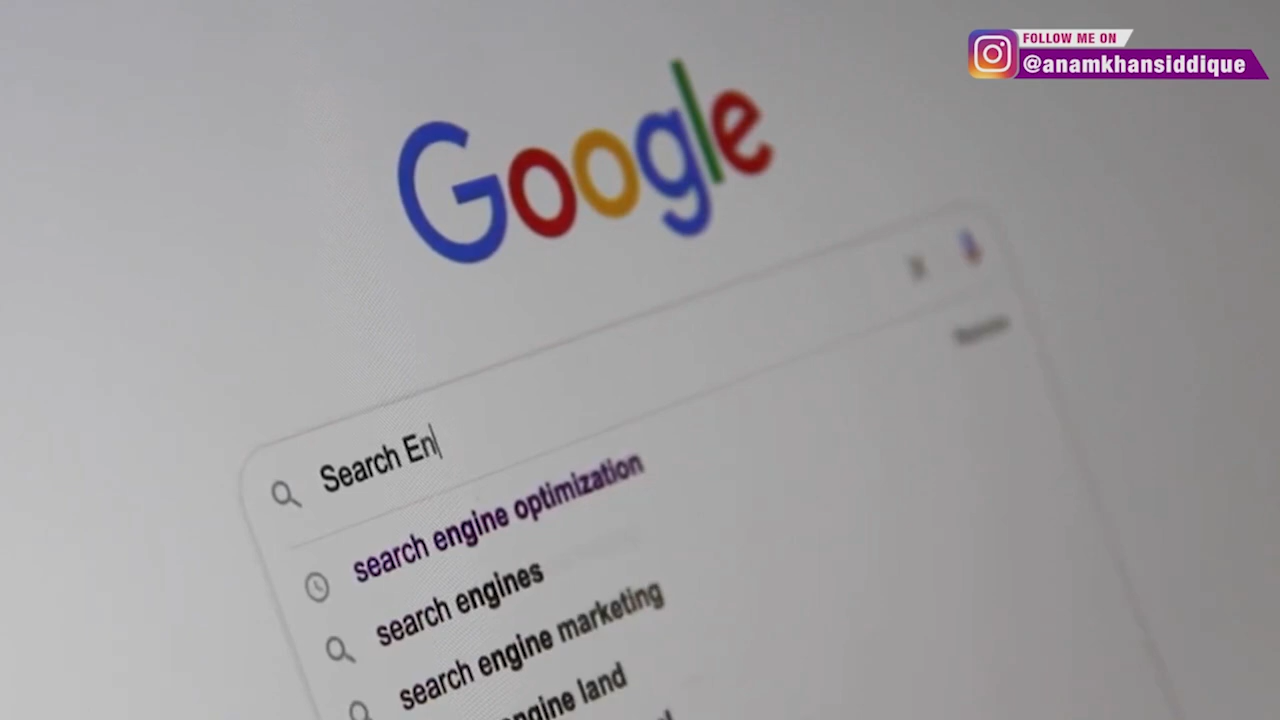 FOLLOW ME ON
@anamkhansiddique
Google
Search En
search engine optimization
search engines
search engine marketing
engine land